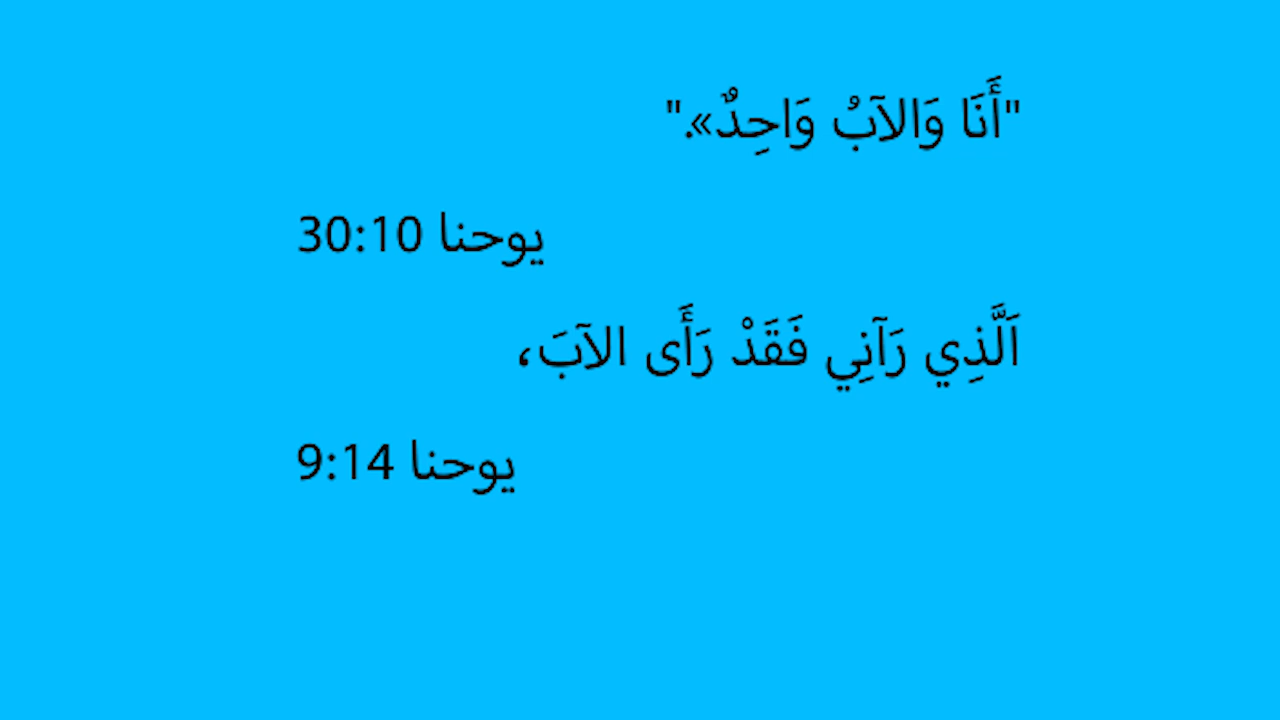 "أَنَا وَالآبُ وَاحِدٌ»."
يوحنا 30:10
اَلَّذِي رَآنِي فَقَدْ رَأَى الآبَ،
يوحنا 9:14